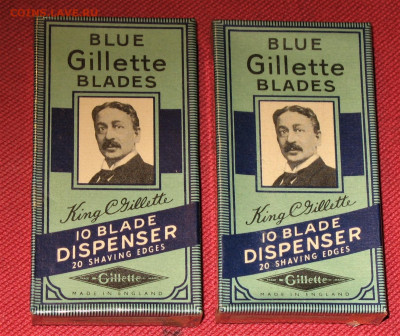 COINS.LAVE.RU
BLUE
Gillette
BLADES
King C Gillette
10 BLADE
DISPENSER
20 SHAVING EDGES
Gillette
MADE IN ENGLAND
BLUE
Gillette
BLADES
King C Gillette
10 BLADE
DISPENSER
20 SHAVING EDGES
Gillette
MADE IN ENGLAND